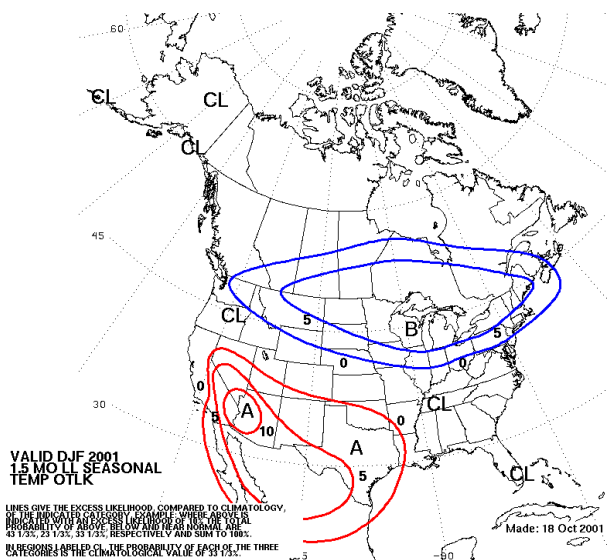 60
CL
CL
CL
45
CL
5
B
5
0
0
0
A
CL
5
10
0
A
30
5
CL
VALID DJF 2001
1.5 MO LL SEASONAL
TEMP OTLK
LINES GIVE THE EXCESS LIKELIHOOD, COMPARED TO CLIMATOLOGY,
OF THE INDICATED CATEGORY. EXAMPLE: WHERE ABOVE IS
INDICATED WITH AN EXCESS LIKELIHOOD OF 10% THE TOTAL
PROBABILITY OF ABOVE, BELOW AND NEAR NORMAL ARE
43 1/3%, 23 1/3%, 33 1/3%, RESPECTIVELY AND SUM TO 100%.
IN REGIONS LABELED CL, THE PROBABILITY OF EACH OF THE THREE
CATEGORIES IS THE CLIMATOLOGICAL VALUE OF 33 1/3%.
Made: 18 Oct 2001